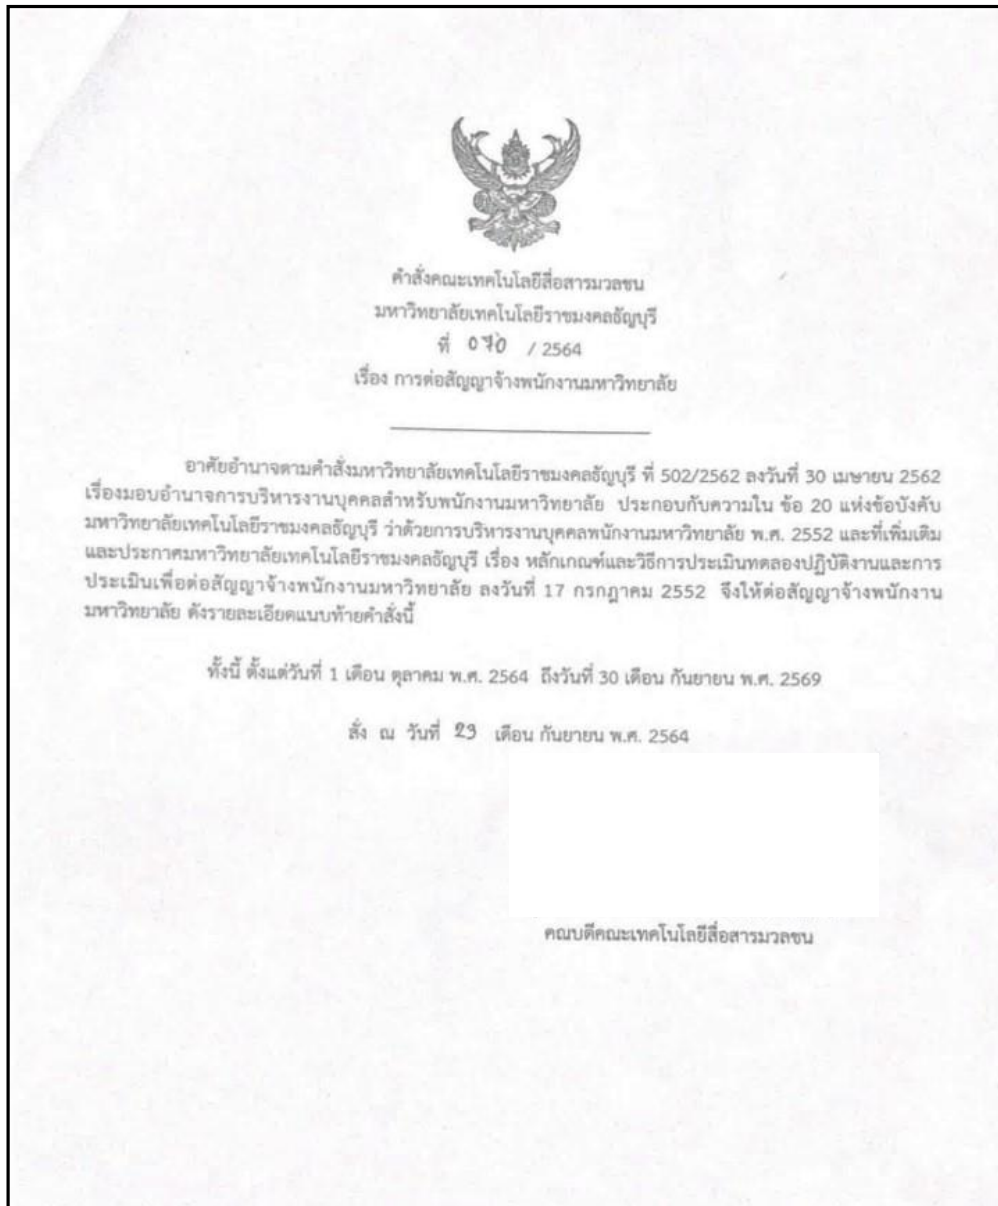 คำสั่งคณะเทคโนโลยีสื่อสารมวลชน
มหาวิทยาลัยเทคโนโลยีราชมงคลธัญบุรี
ที่ 070 / 2564
เรื่อง การต่อสัญญาจ้างพนักงานมหาวิทยาลัย
อาศัยอำนาจตามคำสั่งมหาวิทยาลัยเทคโนโลยีราชมงคลธัญบุรี ที่ 502/2562 ลงวันที่ 30 เมษายน 2562
เรื่องมอบอำนาจการบริหารงานบุคคลสำหรับพนักงานมหาวิทยาลัย ประกอบกับความใน ข้อ 20 แห่งข้อบังคับ
มหาวิทยาลัยเทคโนโลยีราชมงคลธัญบุรี ว่าด้วยการบริหารงานบุคคลพนักงานมหาวิทยาลัย พ.ศ. 2552 และที่เพิ่มเติม
และประกาศมหาวิทยาลัยเทคโนโลยีราชมงคลธัญบุรี เรื่อง หลักเกณฑ์และวิธีการประเมินทดลองปฏิบัติงานและการ
ประเมินเพื่อต่อสัญญาจ้างพนักงานมหาวิทยาลัย ลงวันที่ 17 กรกฎาคม 2552 จึงให้ต่อสัญญาจ้างพนักงาน
มหาวิทยาลัย ดังรายละเอียดแนบท้ายคำสั่งนี้
ทั้งนี้ ตั้งแต่วันที่ 1 เดือน ตุลาคม พ.ศ. 2564 ถึงวันที่ 30 เดือน กันยายน พ.ศ. 2569
สั่ง ณ วันที่ 29 เดือน กันยายน พ.ศ. 2564
คณบดีคณะเทคโนโลยีสื่อสารมวลชน